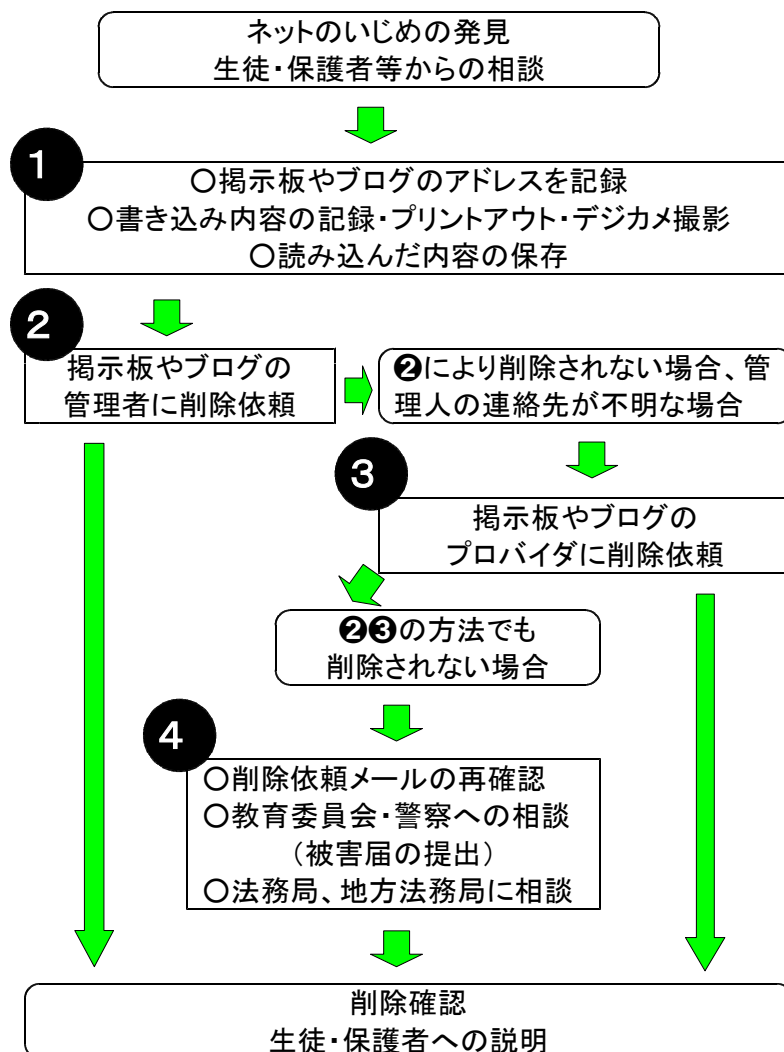 ネットのいじめの発見
生徒・保護者等からの相談
1
○掲示板やブログのアドレスを記録
○書き込み内容の記録・プリントアウト・デジカメ撮影
○読み込んだ内容の保存
2
掲示板やブログの
管理者に削除依頼
❷により削除されない場合、管
理人の連絡先が不明な場合
3
掲示板やブログの
プロバイダに削除依頼
❷❸の方法でも
削除されない場合
4
○削除依頼メールの再確認
○教育委員会・警察への相談
（被害届の提出）
○法務局、地方法務局に相談
削除確認
生徒・保護者への説明